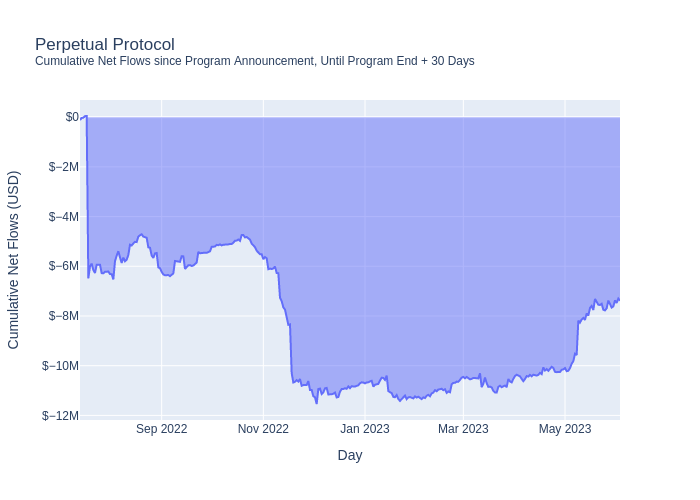 Perpetual Protocol
Cumulative Net Flows since Program Announcement, Until Program End + 30 Days
Cumulative Net Flows (USD)
$0
$−2M
$−4M
$−6M
$−8M
$−10M
$−12M
Sep 2022
Nov 2022
Jan 2023
Mar 2023
May 2023
Day